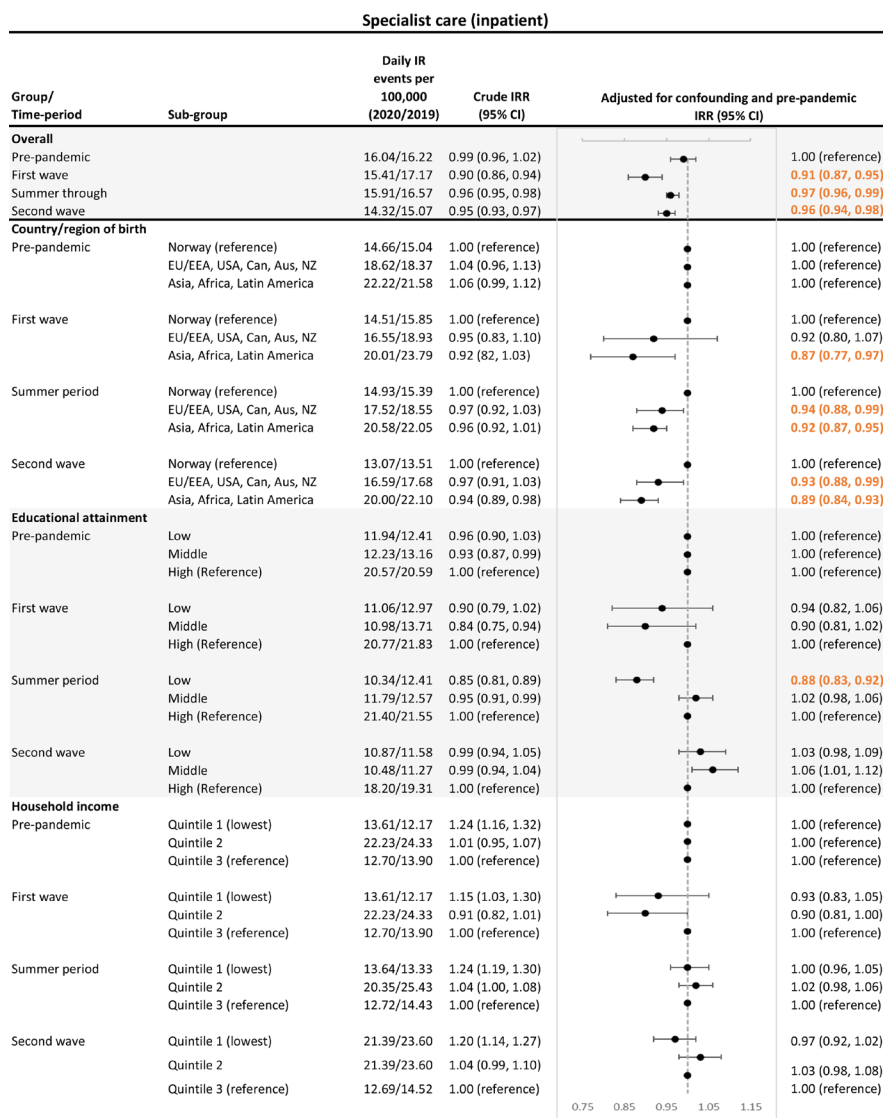 Specialist care (inpatient)
Daily IR
events per
Group/ 100,000 Crude IRR Adjusted for confounding and pre-pandemic
Time-period Sub-group (2020/2019) (95% CI) IRR (95% CI)
Overall
Pre-pandemic 16.04/16.22 0.99 (0.96, 1.02) 1.00 (reference)
First wave 15.41/17.17 0.90 (0.86, 0.94) 0.91 (0.87, 0.95)
Summer through 15.91/16.57 0.96 (0.95, 0.98) 0.97 (0.96, 0.99)
Second wave 14.32/15.07 0.95 (0.93, 0.97) 0.96 (0.94, 0.98)
Country/region of birth
Pre-pandemic Norway (reference) 14.66/15.04 1.00 (reference) 1.00 (reference)
EU/EEA, USA, Can, Aus, NZ 18.62/18.37 1.04 (0.96, 1.13) 1.00 (reference)
Asia, Africa, Latin America 22.22/21.58 1.06 (0.99, 1.12) 1.00 (reference)
First wave Norway (reference) 14.51/15.85 1.00 (reference) 1.00 (reference)
EU/EEA, USA, Can, Aus, NZ 16.55/18.93 0.95 (0.83, 1.10) 0.92 (0.80, 1.07)
Asia, Africa, Latin America 20.01/23.79 0.92 (82, 1.03) 0.87 (0.77, 0.97)
Summer period Norway (reference) 14.93/15.39 1.00 (reference) 1.00 (reference)
EU/EEA, USA, Can, Aus, NZ 17.52/18.55 0.97 (0.92, 1.03) 0.94 (0.88, 0.99)
Asia, Africa, Latin America 20.58/22.05 0.96 (0.92, 1.01) 0.92 (0.87, 0.95)
Second wave Norway (reference) 13.07/13.51 1.00 (reference) 1.00 (reference)
EU/EEA, USA, Can, Aus, NZ 16.59/17.68 0.97 (0.91, 1.03) 0.93 (0.88, 0.99)
Asia, Africa, Latin America 20.00/22.10 0.94 (0.89, 0.98) 0.89 (0.84, 0.93)
Educational attainment
Pre-pandemic Low 11.94/12.41 0.96 (0.90, 1.03) 1.00 (reference)
Middle 12.23/13.16 0.93 (0.87, 0.99) 1.00 (reference)
High (Reference) 20.57/20.59 1.00 (reference) 1.00 (reference)
First wave Low 11.06/12.97 0.90 (0.79, 1.02) 0.94 (0.82, 1.06)
Middle 10.98/13.71 0.84 (0.75, 0.94) 0.90 (0.81, 1.02)
High (Reference) 20.77/21.83 1.00 (reference) 1.00 (reference)
Summer period Low 10.34/12.41 0.85 (0.81, 0.89) 0.88 (0.83, 0.92)
Middle 11.79/12.57 0.95 (0.91, 0.99) 1.02 (0.98, 1.06)
High (Reference) 21.40/21.55 1.00 (reference) 1.00 (reference)
Second wave Low 10.87/11.58 0.99 (0.94, 1.05) 1.03 (0.98, 1.09)
Middle 10.48/11.27 0.99 (0.94, 1.04) 1.06 (1.01, 1.12)
High (Reference) 18.20/19.31 1.00 (reference) 1.00 (reference)
Household income
Pre-pandemic Quintile 1 (lowest) 13.61/12.17 1.24 (1.16, 1.32) 1.00 (reference)
Quintile 2 22.23/24.33 1.01 (0.95, 1.07) 1.00 (reference)
Quintile 3 (reference) 12.70/13.90 1.00 (reference) 1.00 (reference)
First wave Quintile 1 (lowest) 13.61/12.17 1.15 (1.03, 1.30) 0.93 (0.83, 1.05)
Quintile 2 22.23/24.33 0.91 (0.82, 1.01) 0.90 (0.81, 1.00)
Quintile 3 (reference) 12.70/13.90 1.00 (reference) 1.00 (reference)
Summer period Quintile 1 (lowest) 13.64/13.33 1.24 (1.19, 1.30) 1.00 (0.96, 1.05)
Quintile 2 20.35/25.43 1.04 (1.00, 1.08) 1.02 (0.98, 1.06)
Quintile 3 (reference) 12.72/14.43 1.00 (reference) 1.00 (reference)
Second wave Quintile 1 (lowest) 21.39/23.60 1.20 (1.14, 1.27) 0.97 (0.92, 1.02)
Quintile 2 21.39/23.60 1.04 (0.99, 1.10) 1.03 (0.98, 1.08)
Quintile 3 (reference) 12.69/14.52 1.00 (reference) 1.00 (reference)
0.75 0.85 0.95 1.05 1.15